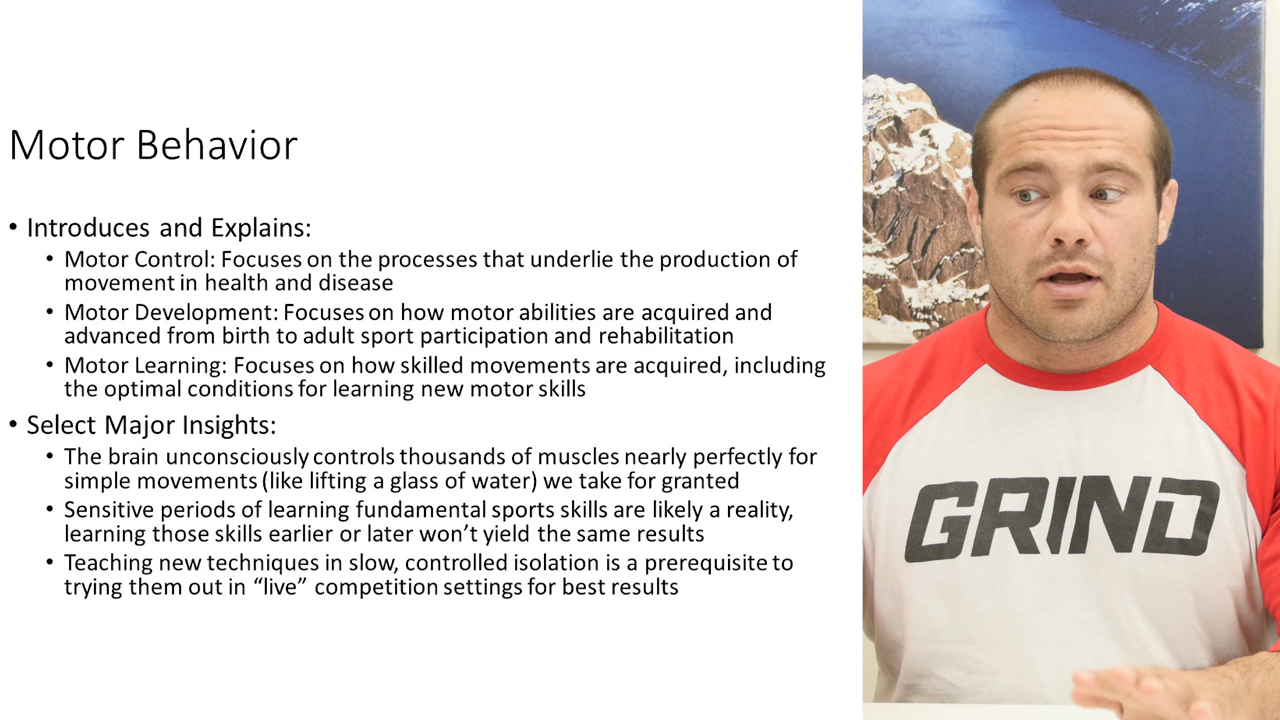 Motor Behavior
• Introduces and Explains:
• Motor Control: Focuses on the processes that underlie the production of
movement in health and disease
• Motor Development: Focuses on how motor abilities are acquired and
advanced from birth to adult sport participation and rehabilitation
• Motor Learning: Focuses on how skilled movements are acquired, including
the optimal conditions for learning new motor skills
• Select Major Insights:
• The brain unconsciously controls thousands of muscles nearly perfectly for
simple movements (like lifting a glass of water) we take for granted
• Sensitive periods of learning fundamental sports skills are likely a reality,
learning those skills earlier or later won’t yield the same results
• Teaching new techniques in slow, controlled isolation is a prerequisite to
trying them out in “live” competition settings for best results
GRIND